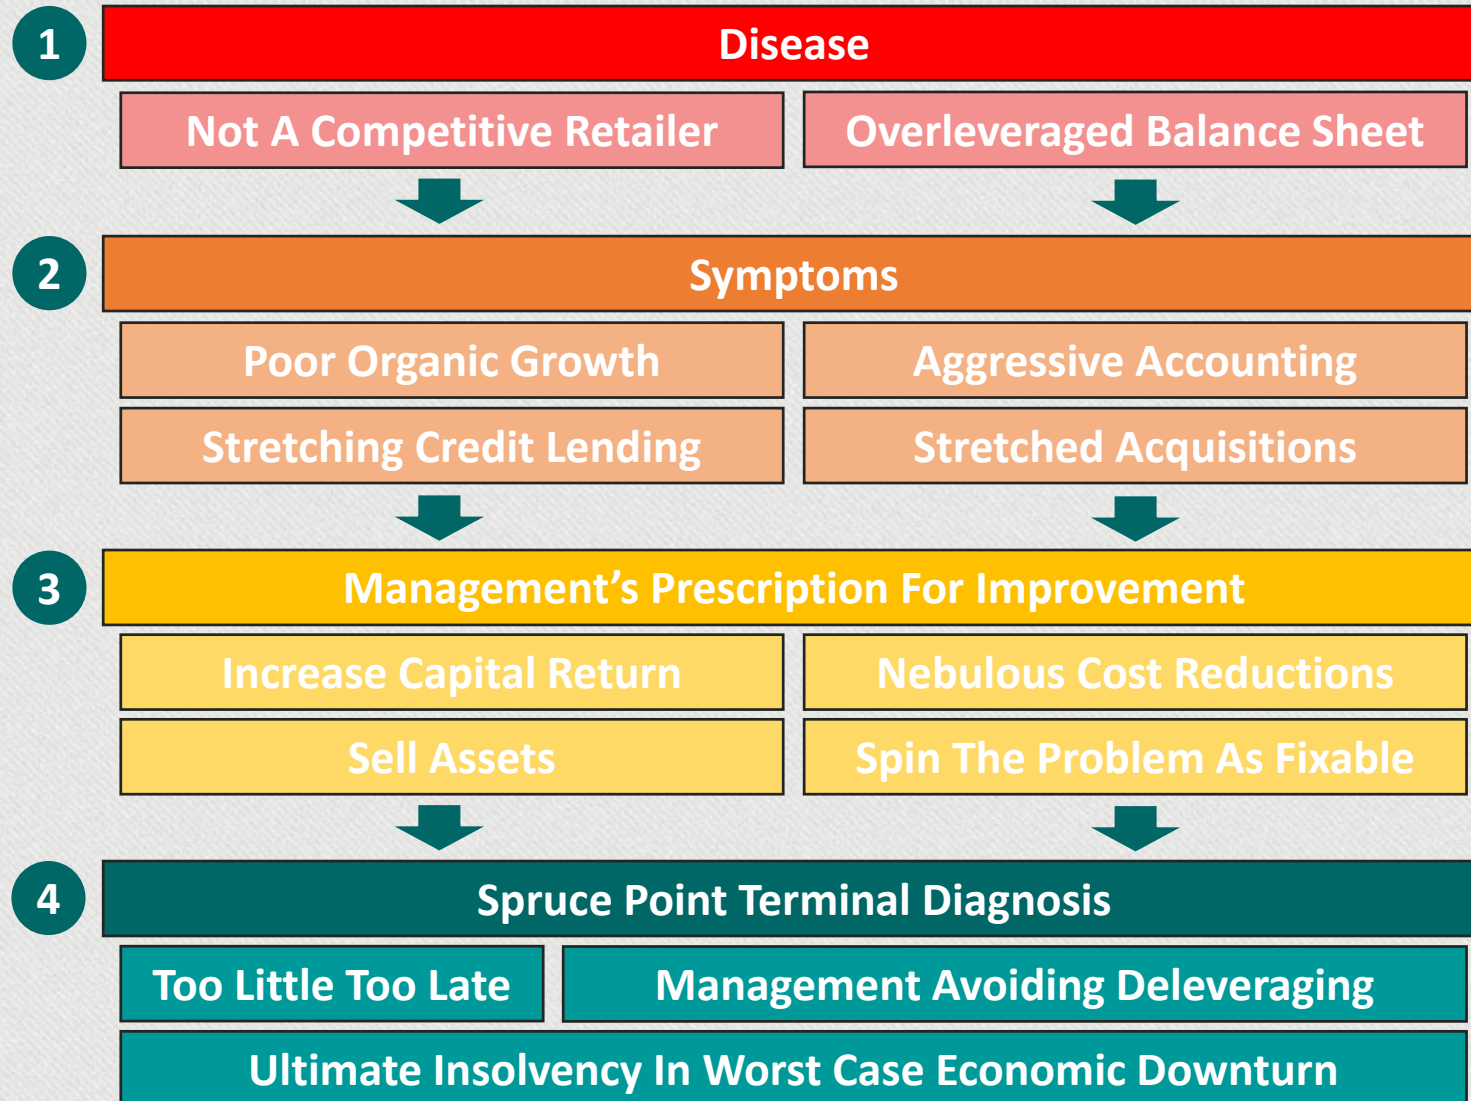 1
Disease
Not A Competitive Retailer
Overleveraged Balance Sheet
2
Symptoms
Poor Organic Growth
Aggressive Accounting
Stretching Credit Lending
Stretched Acquisitions
3
Management’s Prescription For Improvement
Increase Capital Return
Nebulous Cost Reductions
Sell Assets
Spin The Problem As Fixable
4
Spruce Point Terminal Diagnosis
Too Little Too Late
Management Avoiding Deleveraging
Ultimate Insolvency In Worst Case Economic Downturn